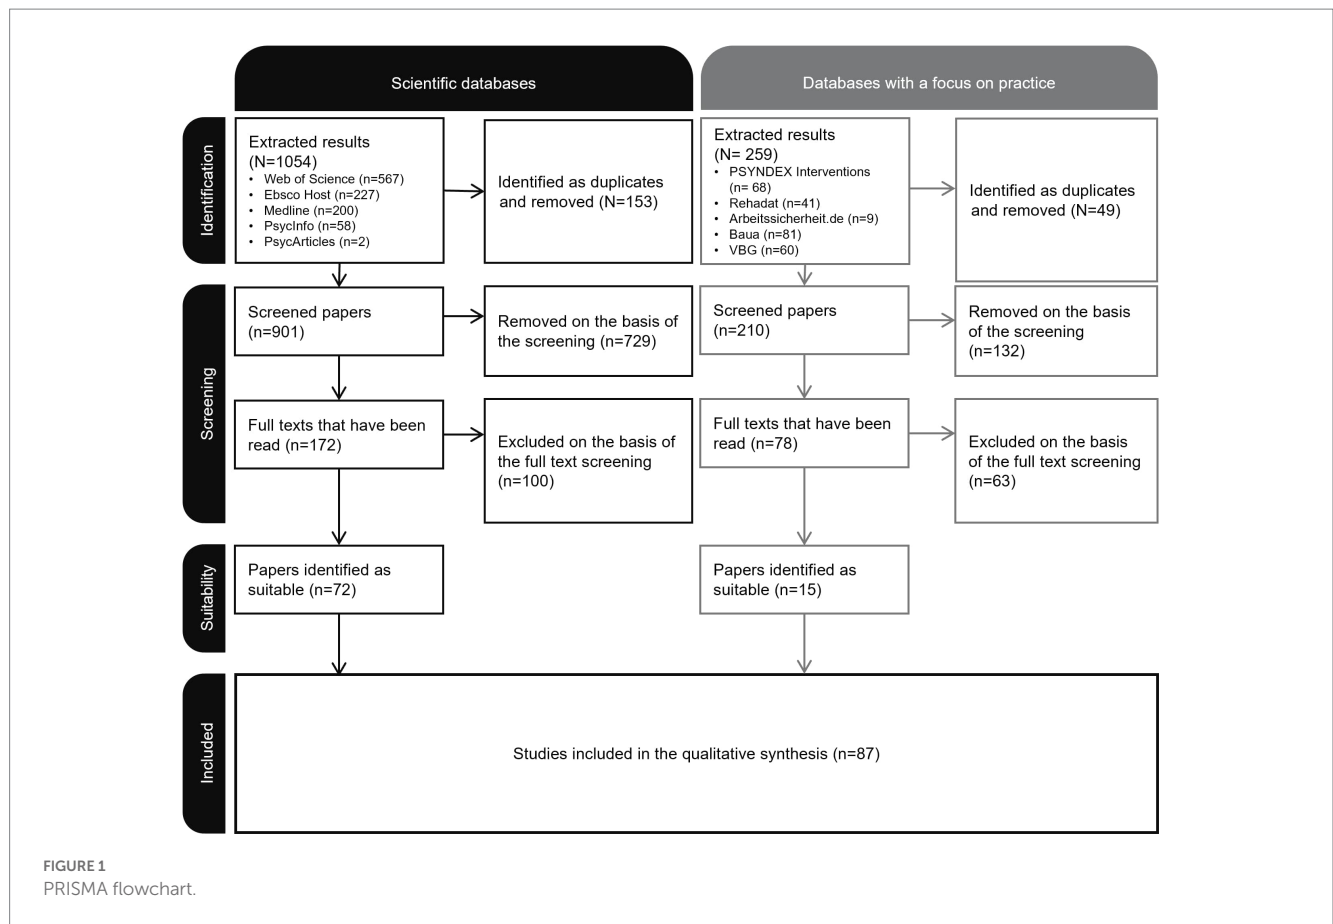 Scientific databases
Databases with a focus on practice
Identification
Extracted results
(N=1054)
• Web of Science (n=567)
• Ebsco Host (n=227)
• Medline (n=200)
• PsycInfo (n=58)
• PsycArticles (n=2)
Identified as duplicates
and removed (N=153)
Extracted results
(N= 259)
• PSYNDEX Interventions
(n= 68)
• Rehadat (n=41)
• Arbeitssicherheit.de (n=9)
• Baua (n=81)
• VBG (n=60)
Identified as duplicates
and removed (N=49)
Screening
Screened papers
(n=901)
Removed on the basis of
the screening (n=729)
Screened papers
(n=210)
Removed on the basis
of the screening
(n=132)
Full texts that have been
read (n=172)
Excluded on the basis of
the full text screening
(n=100)
Full texts that have been
read (n=78)
Excluded on the basis
of the full text screening
(n=63)
Suitability
Papers identified as
suitable (n=72)
Papers identified as
suitable (n=15)
Included
Studies included in the qualitative synthesis (n=87)
FIGURE 1
PRISMA flowchart.